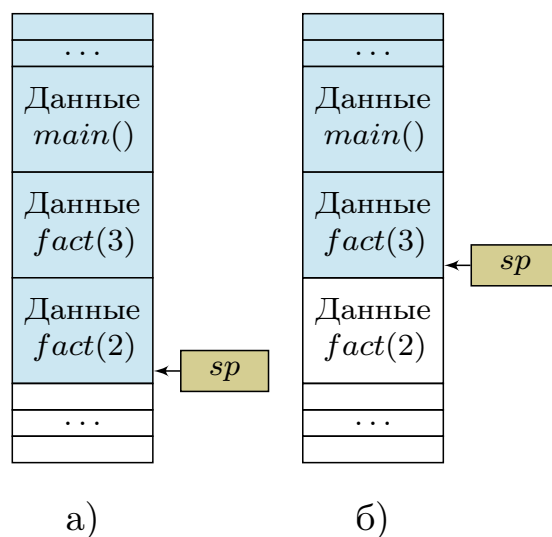 ...
Данные
main()
Данные
fact(3)
Данные
fact(2)
sp
...
а)
...
Данные
main()
Данные
fact(3)
sp
Данные
fact(2)
...
б)